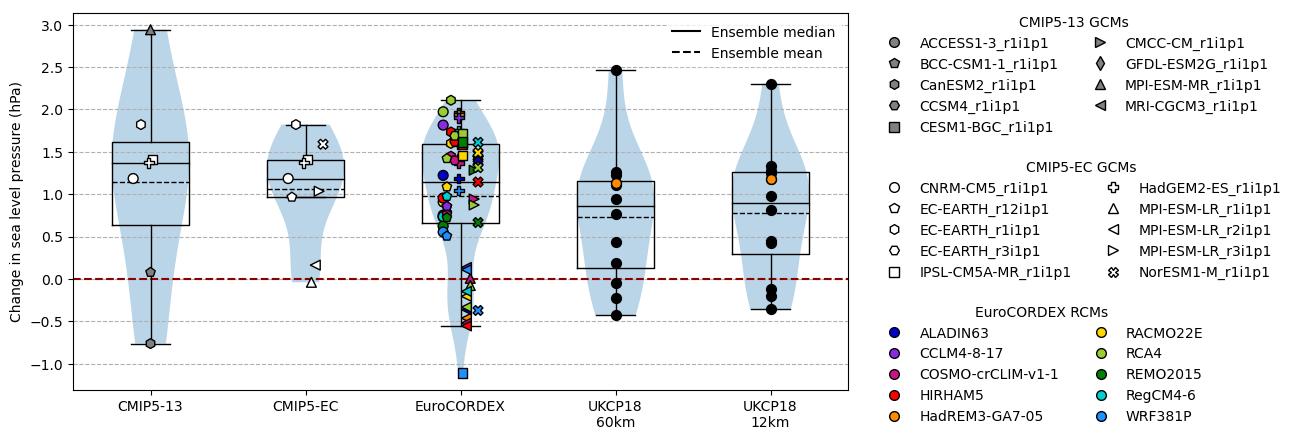 Change in sea level pressure (hPa)
3.0
2.5
2.0
1.5
1.0
0.5
0.0
−0.5
−1.0
Ensemble median
Ensemble mean
CMIP5-13
CMIP5-EC
EuroCORDEX
UKCP18
60km
UKCP18
12km
CMIP5-13 GCMs
ACCESS1-3_r1i1p1
BCC-CSM1-1_r1i1p1
CanESM2_r1i1p1
CCSM4_r1i1p1
CESM1-BGC_r1i1p1
CMCC-CM_r1i1p1
GFDL-ESM2G_r1i1p1
MPI-ESM-MR_r1i1p1
MRI-CGCM3_r1i1p1
CMIP5-EC GCMs
CNRM-CM5_r1i1p1
EC-EARTH_r12i1p1
EC-EARTH_r1i1p1
EC-EARTH_r3i1p1
IPSL-CM5A-MR_r1i1p1
HadGEM2-ES_r1i1p1
MPI-ESM-LR_r1i1p1
MPI-ESM-LR_r2i1p1
MPI-ESM-LR_r3i1p1
NorESM1-M_r1i1p1
EuroCORDEX RCMs
ALADIN63
CCLM4-8-17
COSMO-crCLIM-v1-1
HIRHAM5
HadREM3-GA7-05
RACMO22E
RCA4
REMO2015
RegCM4-6
WRF381P